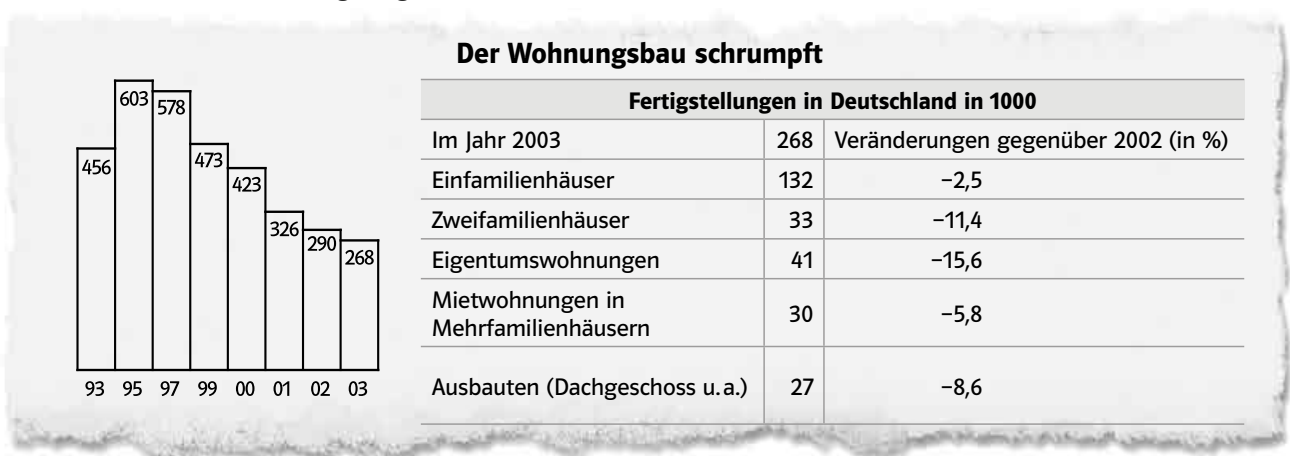 Der Wohnungsbau schrumpft
603
578
456
473
423
326
290
268
93 95 97 99 00 01 02 03
Fertigstellungen in Deutschland in 1000
Im Jahr 2003 268 Veränderungen gegenüber 2002 (in %)
Einfamilienhäuser 132 −2,5
Zweifamilienhäuser 33 −11,4
Eigentumswohnungen 41 −15,6
Mietwohnungen in
Mehrfamilienhäusern 30 −5,8
Ausbauten (Dachgeschoss u. a.) 27 −8,6